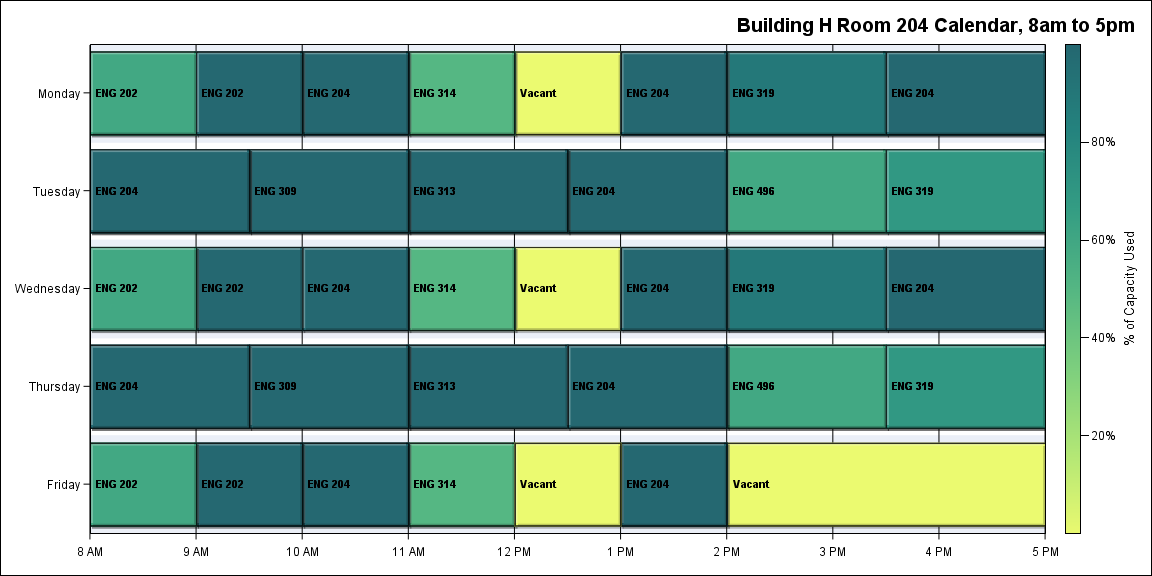 Building H Room 204 Calendar, 8am to 5pm
Monday
ENG 202
ENG 202
ENG 204
ENG 314
Vacant
ENG 204
ENG 319
ENG 204
Tuesday
ENG 204
ENG 309
ENG 313
ENG 204
ENG 496
ENG 319
Wednesday
ENG 202
ENG 202
ENG 204
ENG 314
Vacant
ENG 204
ENG 319
ENG 204
Thursday
ENG 204
ENG 309
ENG 313
ENG 204
ENG 496
ENG 319
Friday
ENG 202
ENG 202
ENG 204
ENG 314
Vacant
ENG 204
Vacant
8 AM
9 AM
10 AM
11 AM
12 PM
1 PM
2 PM
3 PM
4 PM
5 PM
80%
60%
40%
20%
% of Capacity Used